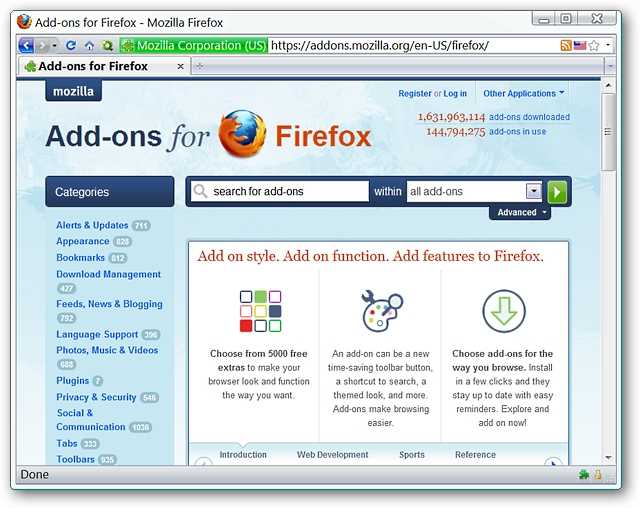 Add-ons for Firefox - Mozilla Firefox
Mozilla Corporation (US) https://addons.mozilla.org/en-US/firefox/
Add-ons for Firefox
mozilla
Register or Log in
Other Applications
1,631,963,114 add-ons downloaded
144,794,275 add-ons in use
Add-ons for Firefox
Categories
search for add-ons within all add-ons
Advanced
Alerts & Updates 711
Appearance 828
Bookmarks 812
Download Management
427
Feeds, News & Blogging
792
Language Support 396
Photos, Music & Videos
688
Plugins 7
Privacy & Security 546
Social &
Communication 1036
Tabs 333
Toolbars 935
Add on style. Add on function. Add features to Firefox.
Choose from 5000 free
extras to make your
browser look and function
the way you want.
An add-on can be a new
time-saving toolbar button,
a shortcut to search, a
themed look, and more.
Add-ons make browsing
easier.
Choose add-ons for the
way you browse. Install
in a few clicks and they
stay up to date with easy
reminders. Explore and
add on now!
Introduction Web Development Sports Reference
Done